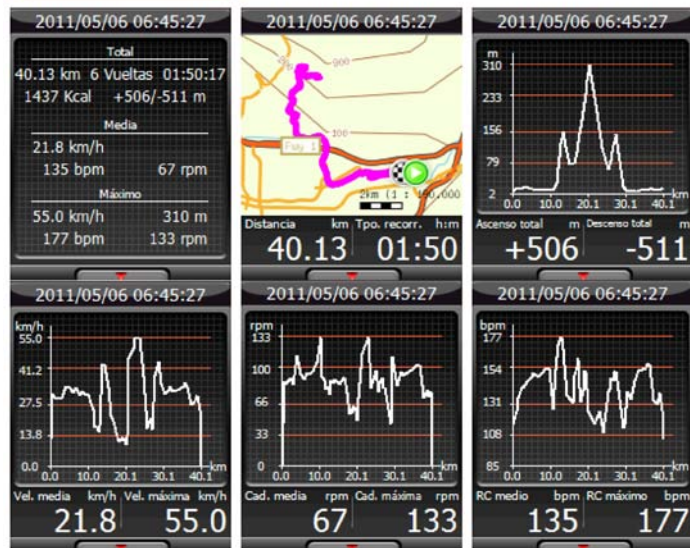 2011/05/06 06:45:27
Total
40.13 km 6 Vueltas 01:50:17
1437 Kcal +506/-511 m
Media
21.8 km/h
135 bpm 67 rpm
Máximo
55.0 km/h 310 m
177 bpm 133 rpm
2011/05/06 06:45:27
900
200
100
Fwy 1
2km (1 : 190.000
Distancia km Tpo. recorr. h:m
40.13 01:50
2011/05/06 06:45:27
m
310
233
156
79
2
0.0 10.0 20.1 30.1 40.1 km
Ascenso total m Descenso total m
+506 -511
2011/05/06 06:45:27
km/h
55.0
41.2
27.5
13.8
0.0
0.0 10.0 20.1 30.1 40.1 km
Vel. media km/h Vel. máxima km/h
21.8 55.0
2011/05/06 06:45:27
rpm
133
100
66
33
0
0.0 10.0 20.1 30.1 40.1 km
Cad. media rpm Cad. máxima rpm
67 133
2011/05/06 06:45:27
bpm
177
154
131
108
85
0.0 10.0 20.1 30.1 40.1 km
RC medio bpm RC máximo bpm
135 177